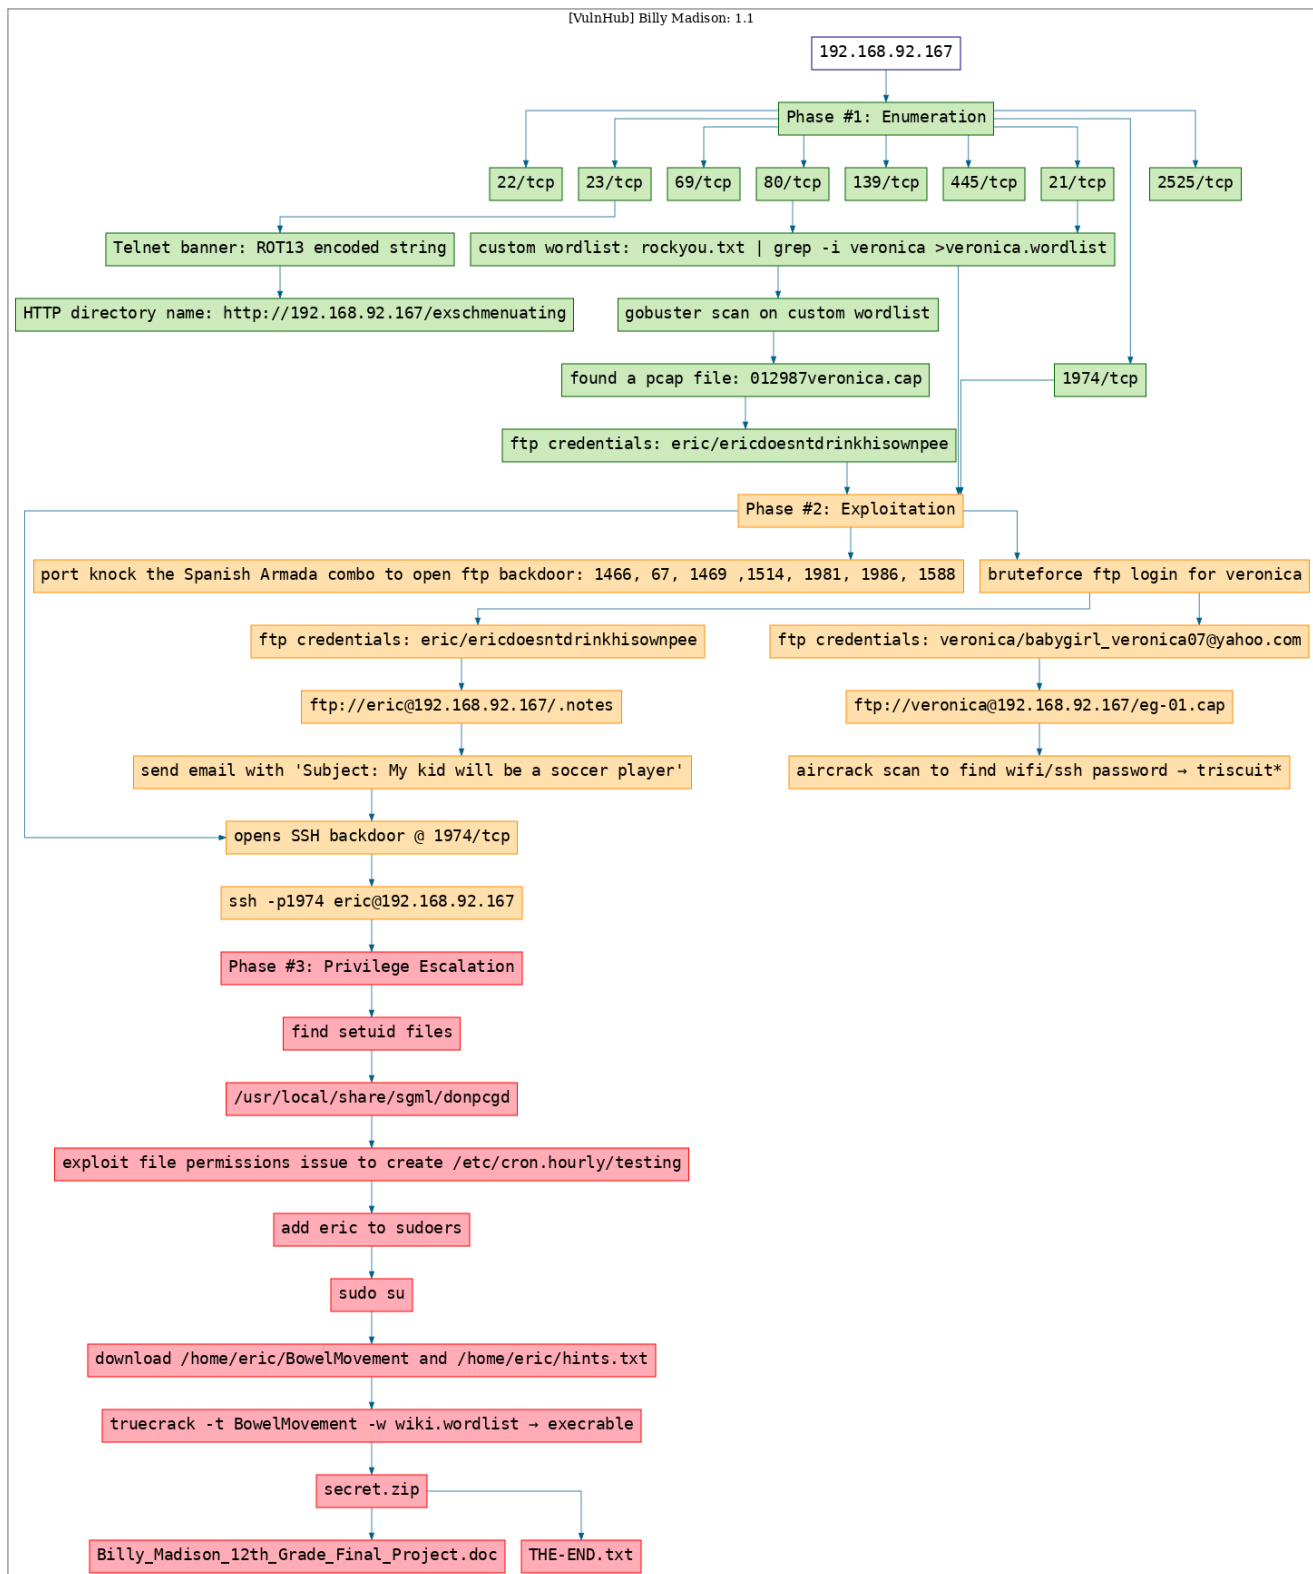 [VulnHub] Billy Madison: 1.1
192.168.92.167
Phase #1: Enumeration
22/tcp
23/tcp
69/tcp
80/tcp
139/tcp
445/tcp
21/tcp
2525/tcp
Telnet banner: ROT13 encoded string
custom wordlist: rockyou.txt | grep -i veronica >veronica.wordlist
HTTP directory name: http://192.168.92.167/exschmenuating
gobuster scan on custom wordlist
found a pcap file: 012987veronica.cap
1974/tcp
ftp credentials: eric/ericdoesntdrinkhisownpee
Phase #2: Exploitation
port knock the Spanish Armada combo to open ftp backdoor: 1466, 67, 1469 ,1514, 1981, 1986, 1588
bruteforce ftp login for veronica
ftp credentials: eric/ericdoesntdrinkhisownpee
ftp credentials: veronica/babygirl_veronica07@yahoo.com
ftp://eric@192.168.92.167/.notes
ftp://veronica@192.168.92.167/eg-01.cap
send email with 'Subject: My kid will be a soccer player'
aircrack scan to find wifi/ssh password → triscuit*
opens SSH backdoor @ 1974/tcp
ssh -p1974 eric@192.168.92.167
Phase #3: Privilege Escalation
find setuid files
/usr/local/share/sgml/donpcgd
exploit file permissions issue to create /etc/cron.hourly/testing
add eric to sudoers
sudo su
download /home/eric/BowelMovement and /home/eric/hints.txt
truecrack -t BowelMovement -w wiki.wordlist → execrable
secret.zip
Billy_Madison_12th_Grade_Final_Project.doc
THE-END.txt